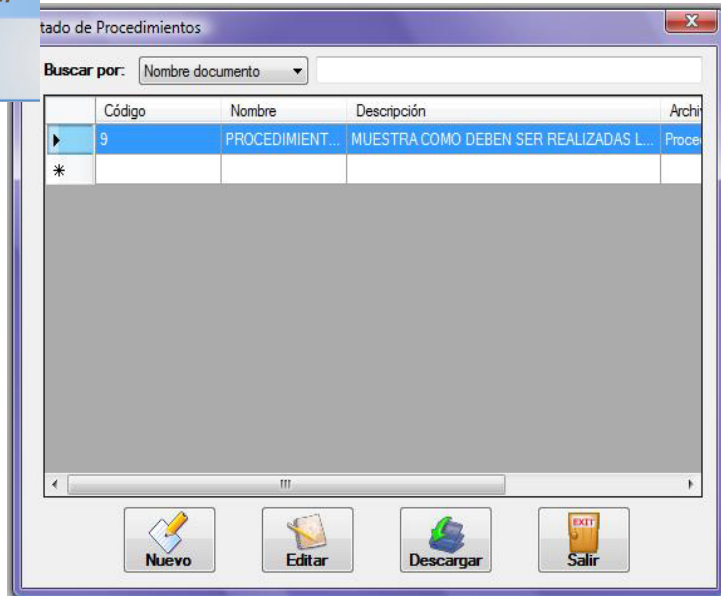 tado de Procedimientos
Buscar por: Nombre documento
Código Nombre Descripción Archi
9 PROCEDIMIENT... MUESTRA COMO DEBEN SER REALIZADAS L... Proce
Nuevo Editar Descargar EXIT Salir